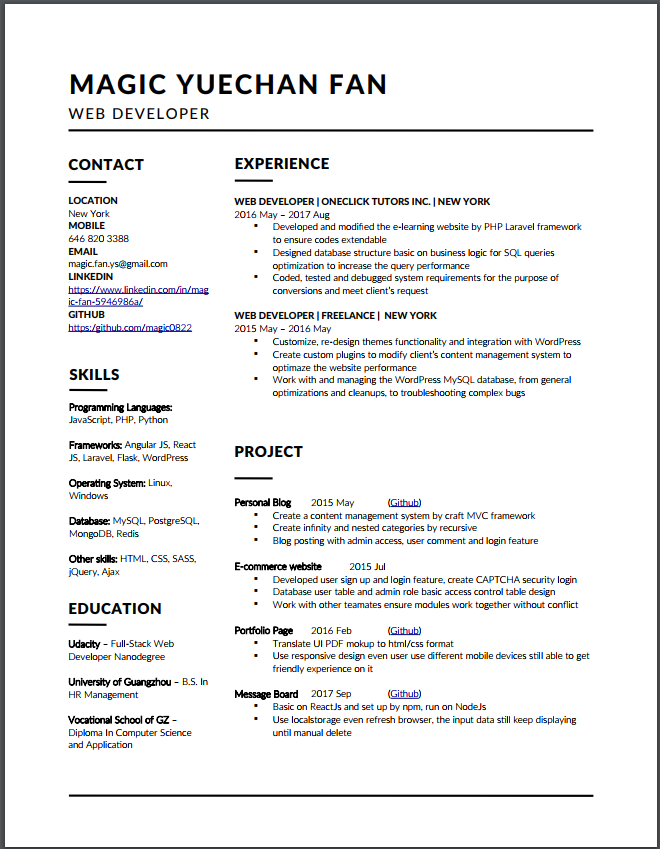 MAGIC YUECHAN FAN
WEB DEVELOPER
CONTACT
LOCATION
New York
MOBILE
646 820 3388
EMAIL
magic.fan.ys@gmail.com
LINKEDIN
https://www.linkedin.com/in/mag
ic-fan-5946986a/
GITHUB
https:/github.com/magic0822
SKILLS
Programming Languages:
JavaScript, PHP, Python
Frameworks: Angular JS, React
JS, Laravel, Flask, WordPress
Operating System: Linux,
Windows
Database: MySQL, PostgreSQL,
MongoDB, Redis
Other skills: HTML, CSS, SASS,
jQuery, Ajax
EDUCATION
Udacity – Full-Stack Web
Developer Nanodegree
University of Guangzhou – B.S. In
HR Management
Vocational School of GZ –
Diploma In Computer Science
and Application
EXPERIENCE
WEB DEVELOPER | ONECLICK TUTORS INC. | NEW YORK
2016 May – 2017 Aug
▪ Developed and modified the e-learning website by PHP Laravel framework
to ensure codes extendable
▪ Designed database structure basic on business logic for SQL queries
optimization to increase the query performance
▪ Coded, tested and debugged system requirements for the purpose of
conversions and meet client's request
WEB DEVELOPER | FREELANCE | NEW YORK
2015 May – 2016 May
▪ Customize, re-design themes functionality and integration with WordPress
▪ Create custom plugins to modify client's content management system to
optimaze the website performance
▪ Work with and managing the WordPress MySQL database, from general
optimizations and cleanups, to troubleshooting complex bugs
PROJECT
Personal Blog 2015 May (Github)
▪ Create a content management system by craft MVC framework
▪ Create infinity and nested categories by recursive
▪ Blog posting with admin access, user comment and login feature
E-commerce website 2015 Jul
▪ Developed user sign up and login feature, create CAPTCHA security login
▪ Database user table and admin role basic access control table design
▪ Work with other teamates ensure modules work together without conflict
Portfolio Page 2016 Feb (Github)
▪ Translate UI PDF mokup to html/css format
▪ Use responsive design even user use different mobile devices still able to get
friendly experience on it
Message Board 2017 Sep (Github)
▪ Basic on ReactJs and set up by npm, run on NodeJs
▪ Use localstorage even refresh browser, the input data still keep displaying
until manual delete